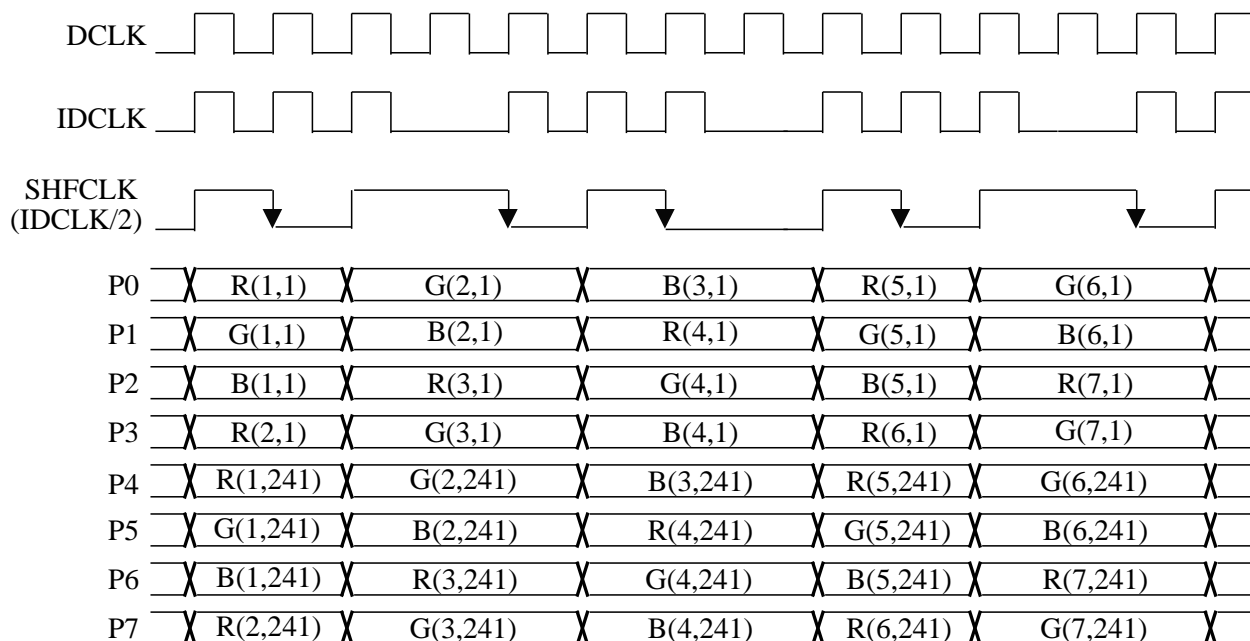 DCLK
IDCLK
SHFCLK
(IDCLK/2)
P0 R(1,1) G(2,1) B(3,1) R(5,1) G(6,1)
P1 G(1,1) B(2,1) R(4,1) G(5,1) B(6,1)
P2 B(1,1) R(3,1) G(4,1) B(5,1) R(7,1)
P3 R(2,1) G(3,1) B(4,1) R(6,1) G(7,1)
P4 R(1,241) G(2,241) B(3,241) R(5,241) G(6,241)
P5 G(1,241) B(2,241) R(4,241) G(5,241) B(6,241)
P6 B(1,241) R(3,241) G(4,241) B(5,241) R(7,241)
P7 R(2,241) G(3,241) B(4,241) R(6,241) G(7,241)